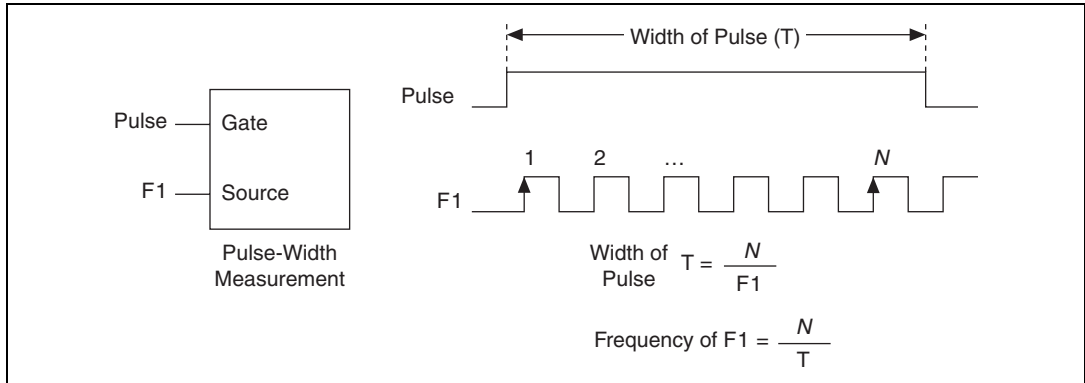 Width of Pulse (T)
Pulse
Pulse
Gate
1 2 … N
F1
Source
F1
Pulse-Width
Measurement
Width of
Pulse
T = N
F1
Frequency of F1 = N
T